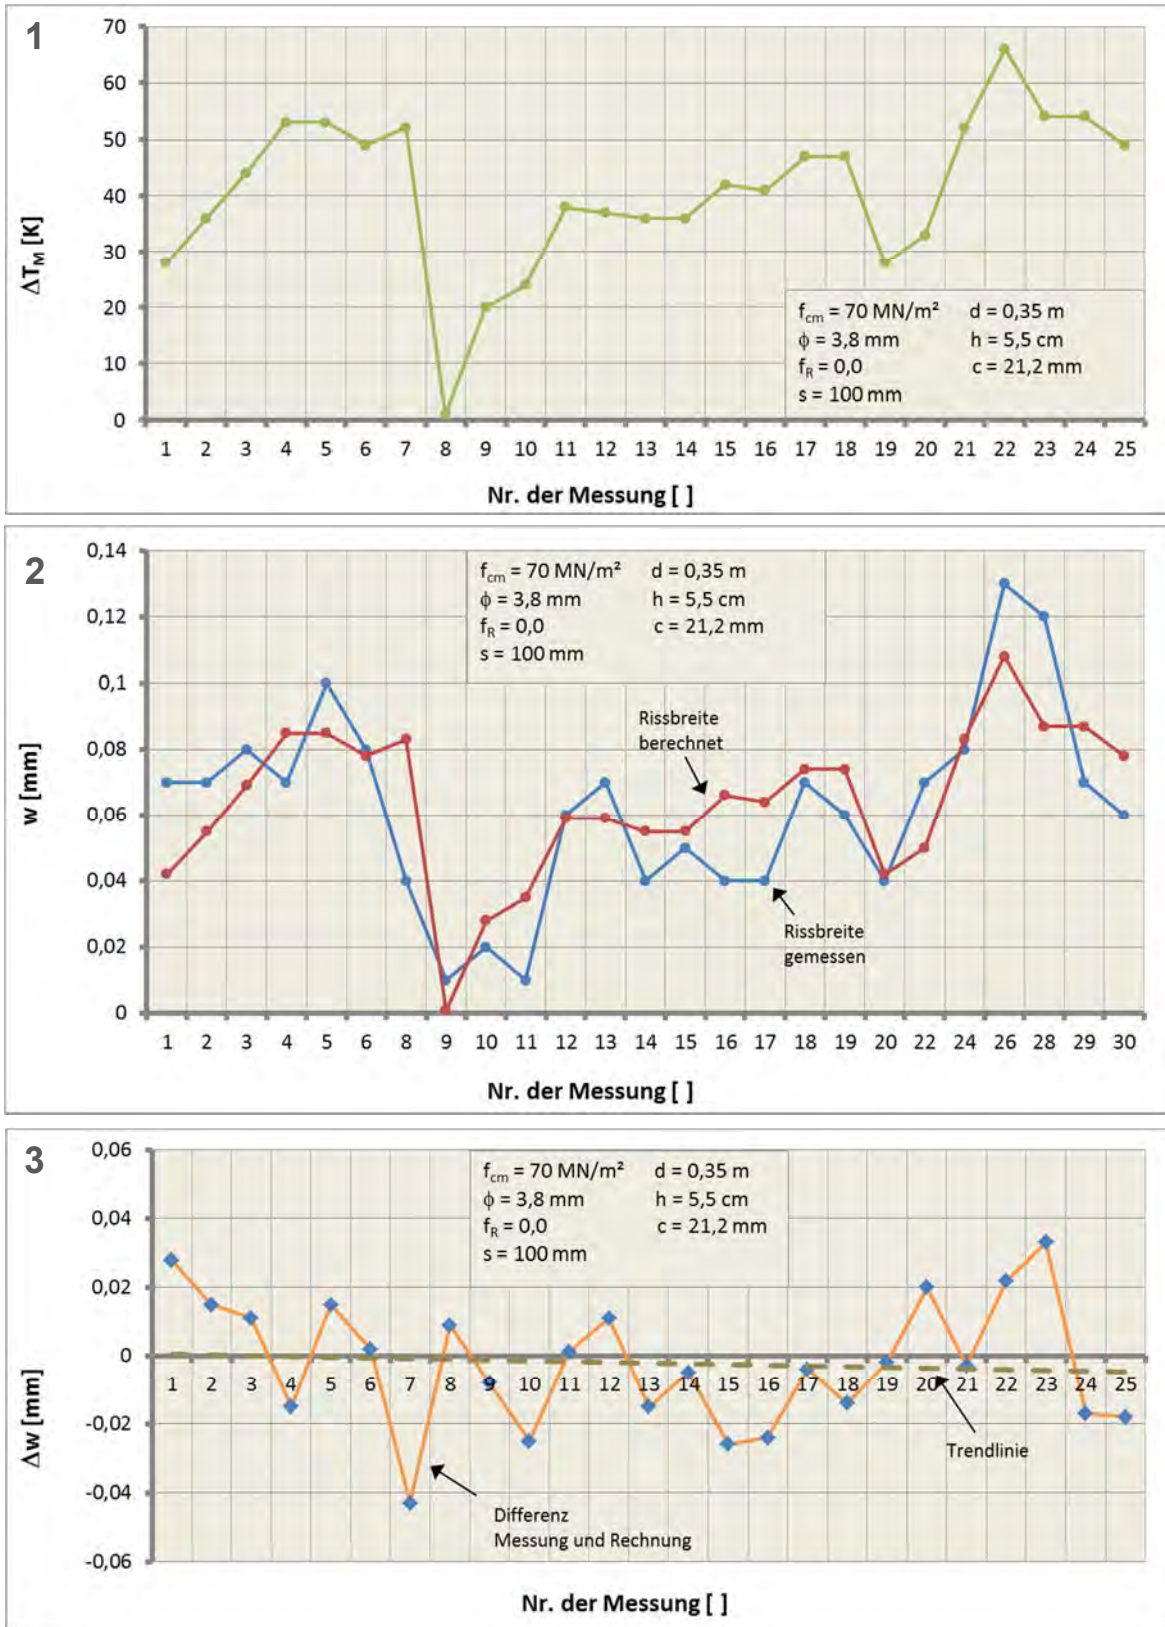 1
70
60
50
40
30
20
10
0
ΔT_M [K]
f_cm = 70 MN/m² d = 0,35 m
ϕ = 3,8 mm h = 5,5 cm
f_R = 0,0 c = 21,2 mm
s = 100 mm
1 2 3 4 5 6 7 8 9 10 11 12 13 14 15 16 17 18 19 20 21 22 23 24 25
Nr. der Messung [ ]
2
0,14
0,12
0,1
0,08
0,06
0,04
0,02
0
w [mm]
f_cm = 70 MN/m² d = 0,35 m
ϕ = 3,8 mm h = 5,5 cm
f_R = 0,0 c = 21,2 mm
s = 100 mm
Rissbreite
berechnet
Rissbreite
gemessen
1 2 3 4 5 6 8 9 10 11 12 13 14 15 16 17 18 19 20 22 24 26 28 29 30
Nr. der Messung [ ]
3
0,06
0,04
0,02
0
-0,02
-0,04
-0,06
Δw [mm]
f_cm = 70 MN/m² d = 0,35 m
ϕ = 3,8 mm h = 5,5 cm
f_R = 0,0 c = 21,2 mm
s = 100 mm
1 2 3 4 5 6 7 8 9 10 11 12 13 14 15 16 17 18 19 20 21 22 23 24 25
Trendlinie
Differenz
Messung und Rechnung
Nr. der Messung [ ]